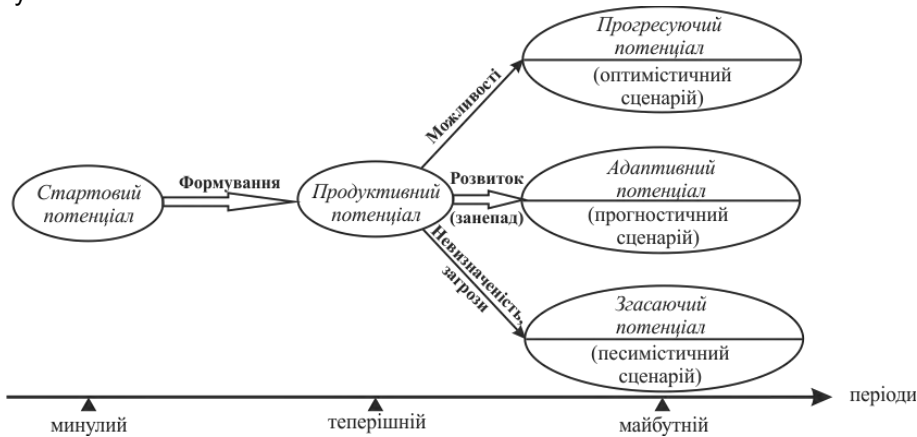 у
Прогресуючий
потенціал
(оптимістичний
сценарій)
Можливості
Стартовий
потенціал
Формування
Продуктивний
потенціал
Розвиток
(занепад)
Адаптивний
потенціал
(прогностичний
сценарій)
Невизначеність,
загрози
Згасаючий
потенціал
(песимістичний
сценарій)
періоди
минулий
теперішній
майбутній